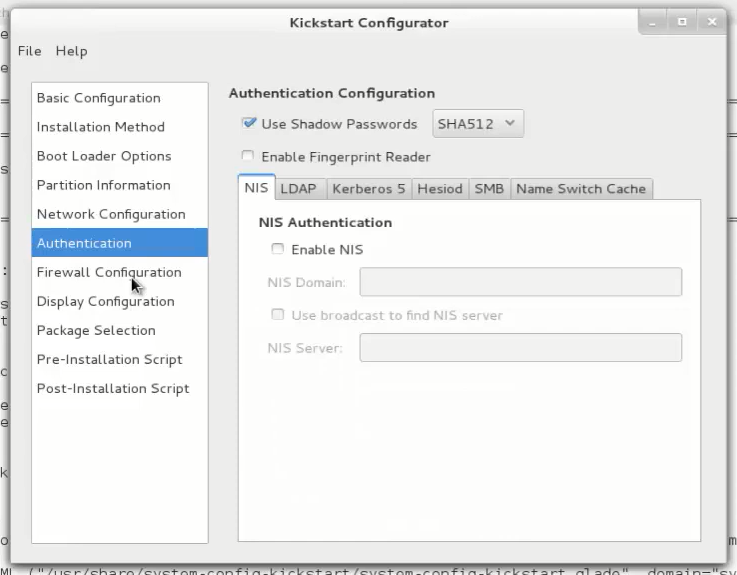 Kickstart Configurator
File Help
Basic Configuration
Installation Method
Boot Loader Options
Partition Information
Network Configuration
Authentication
Firewall Configuration
Display Configuration
Package Selection
Pre-Installation Script
Post-Installation Script
Authentication Configuration
Use Shadow Passwords SHA512
Enable Fingerprint Reader
NIS LDAP Kerberos 5 Hesiod SMB Name Switch Cache
NIS Authentication
Enable NIS
NIS Domain:
Use broadcast to find NIS server
NIS Server:
("/usr/share/system-config-kickstart/system-config-kickstart.glade", domain="sy